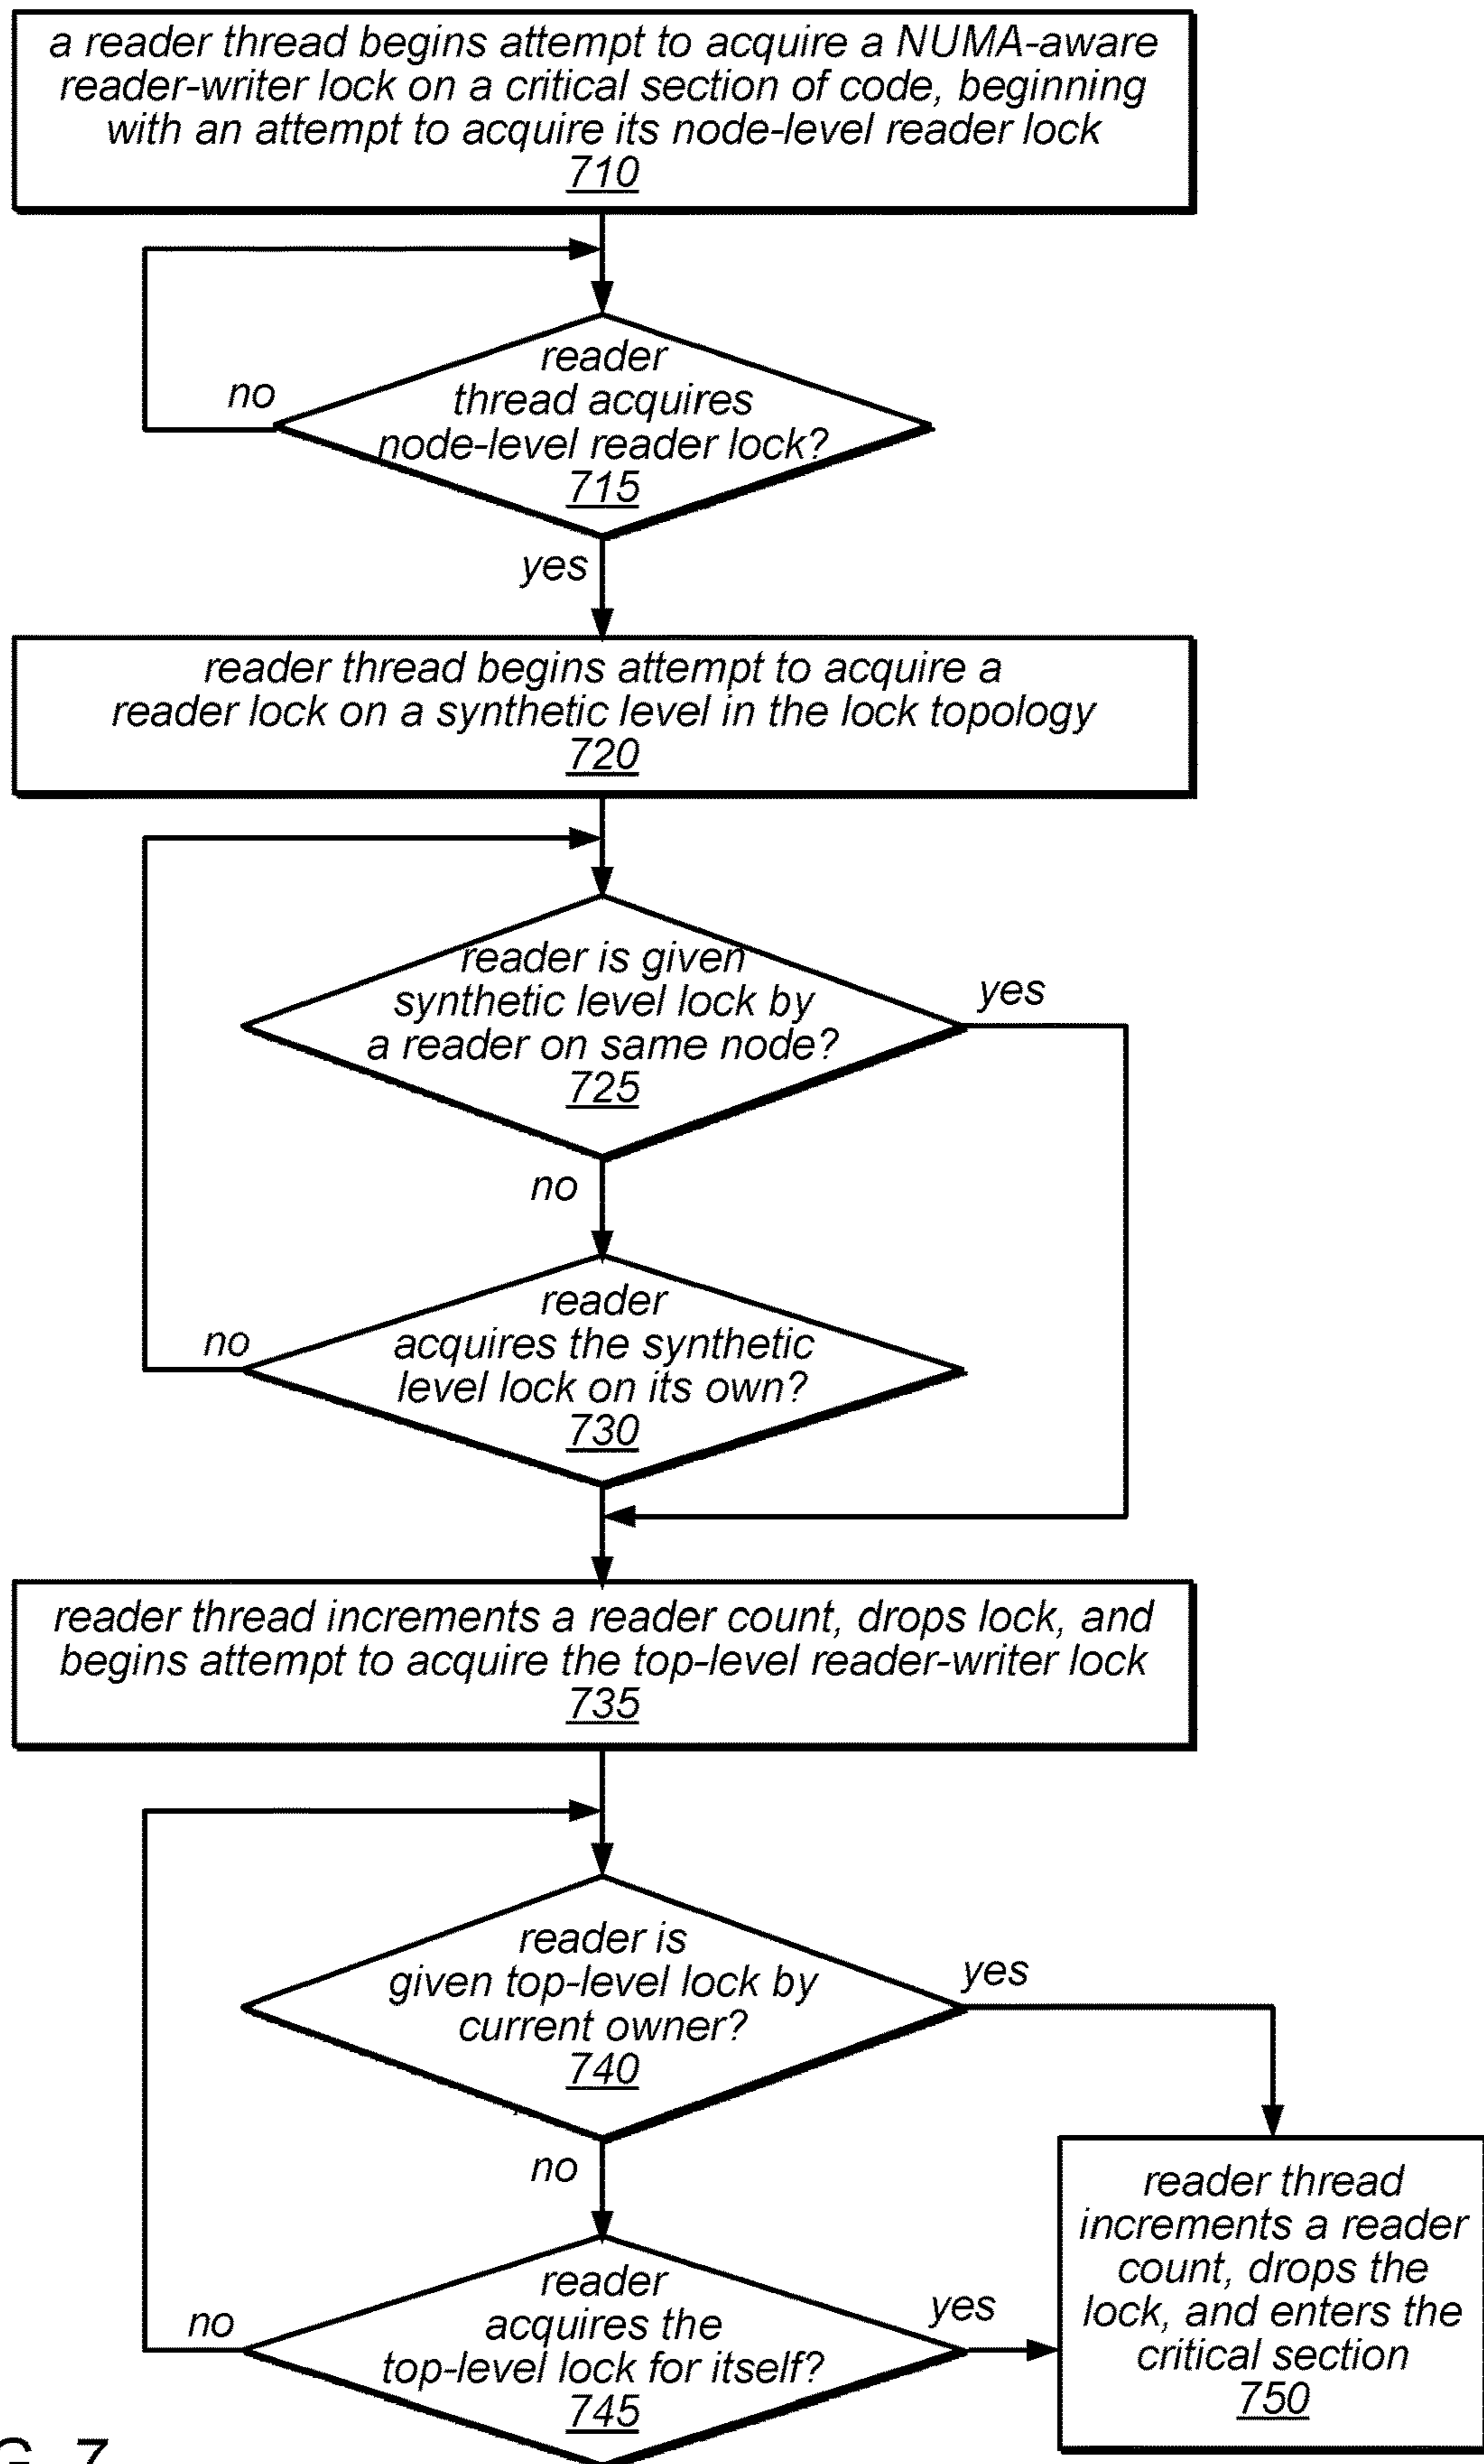 a reader thread begins attempt to acquire a NUMA-aware
reader-writer lock on a critical section of code, beginning
with an attempt to acquire its node-level reader lock
710
reader
thread acquires
node-level reader lock?
715
no
yes
reader thread begins attempt to acquire a
reader lock on a synthetic level in the lock topology
720
reader is given
synthetic level lock by
a reader on same node?
725
yes
no
reader
acquires the synthetic
level lock on its own?
730
no
reader thread increments a reader count, drops lock, and
begins attempt to acquire the top-level reader-writer lock
735
reader is
given top-level lock by
current owner?
740
yes
no
reader
acquires the
top-level lock for itself?
745
no
yes
reader thread
increments a reader
count, drops the
lock, and enters the
critical section
750
7